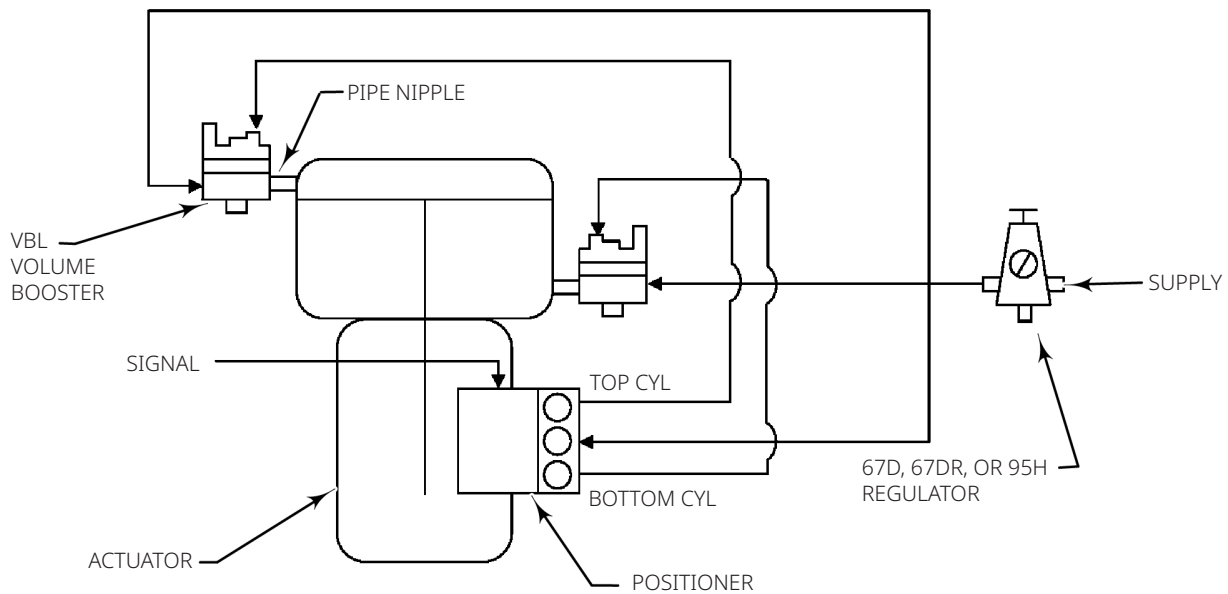 PIPE NIPPLE
VBL
VOLUME
BOOSTER
SUPPLY
SIGNAL
TOP CYL
67D, 67DR, OR 95H
REGULATOR
BOTTOM CYL
ACTUATOR
POSITIONER